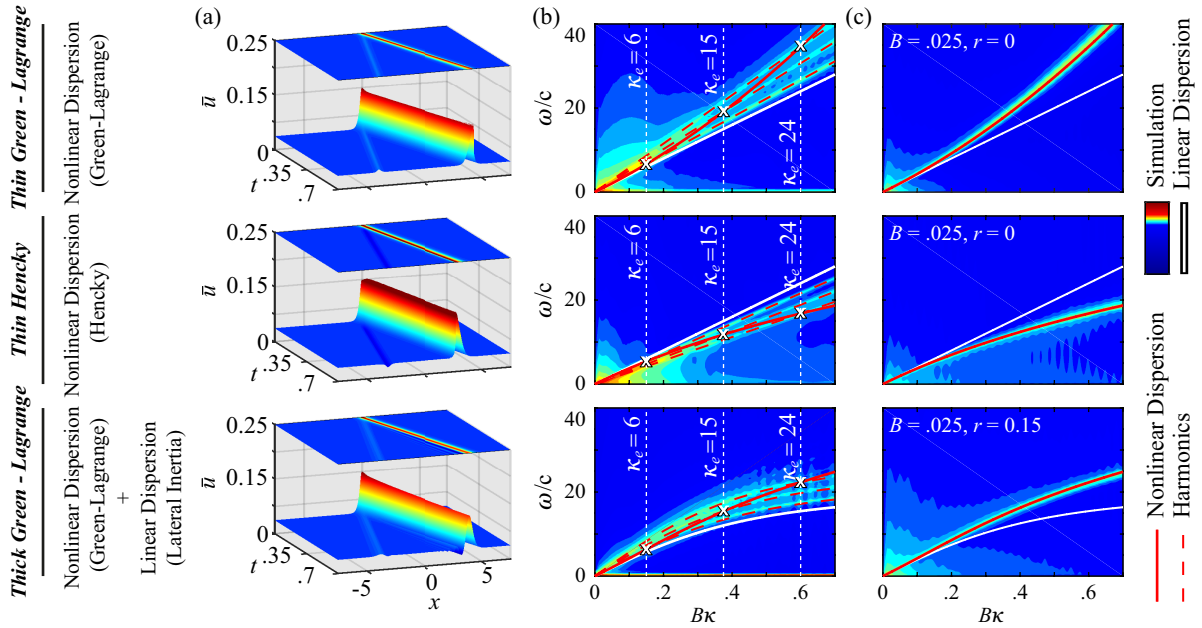 (a)
(b)
(c)
Thin Green - Lagrange
Nonlinear Dispersion
(Green-Lagrange)
0.25
0.15
0
ū
.35
.7
t
40
20
0
ω/c
κe = 6
κe = 15
κe = 24
B = .025, r = 0
Simulation
Linear Dispersion
Thin Hencky
Nonlinear Dispersion
(Hencky)
0.25
0.15
0
ū
.35
.7
t
40
20
0
ω/c
κe = 6
κe = 15
κe = 24
B = .025, r = 0
Thick Green - Lagrange
Nonlinear Dispersion
(Green-Lagrange)
+
Linear Dispersion
(Lateral Inertia)
0.25
0.15
0
ū
.35
.7
t
-5
0
5
x
40
20
0
ω/c
κe = 6
κe = 15
κe = 24
0
.2
.4
.6
Bκ
B = .025, r = 0.15
0
.2
.4
.6
Bκ
Nonlinear Dispersion
Harmonics